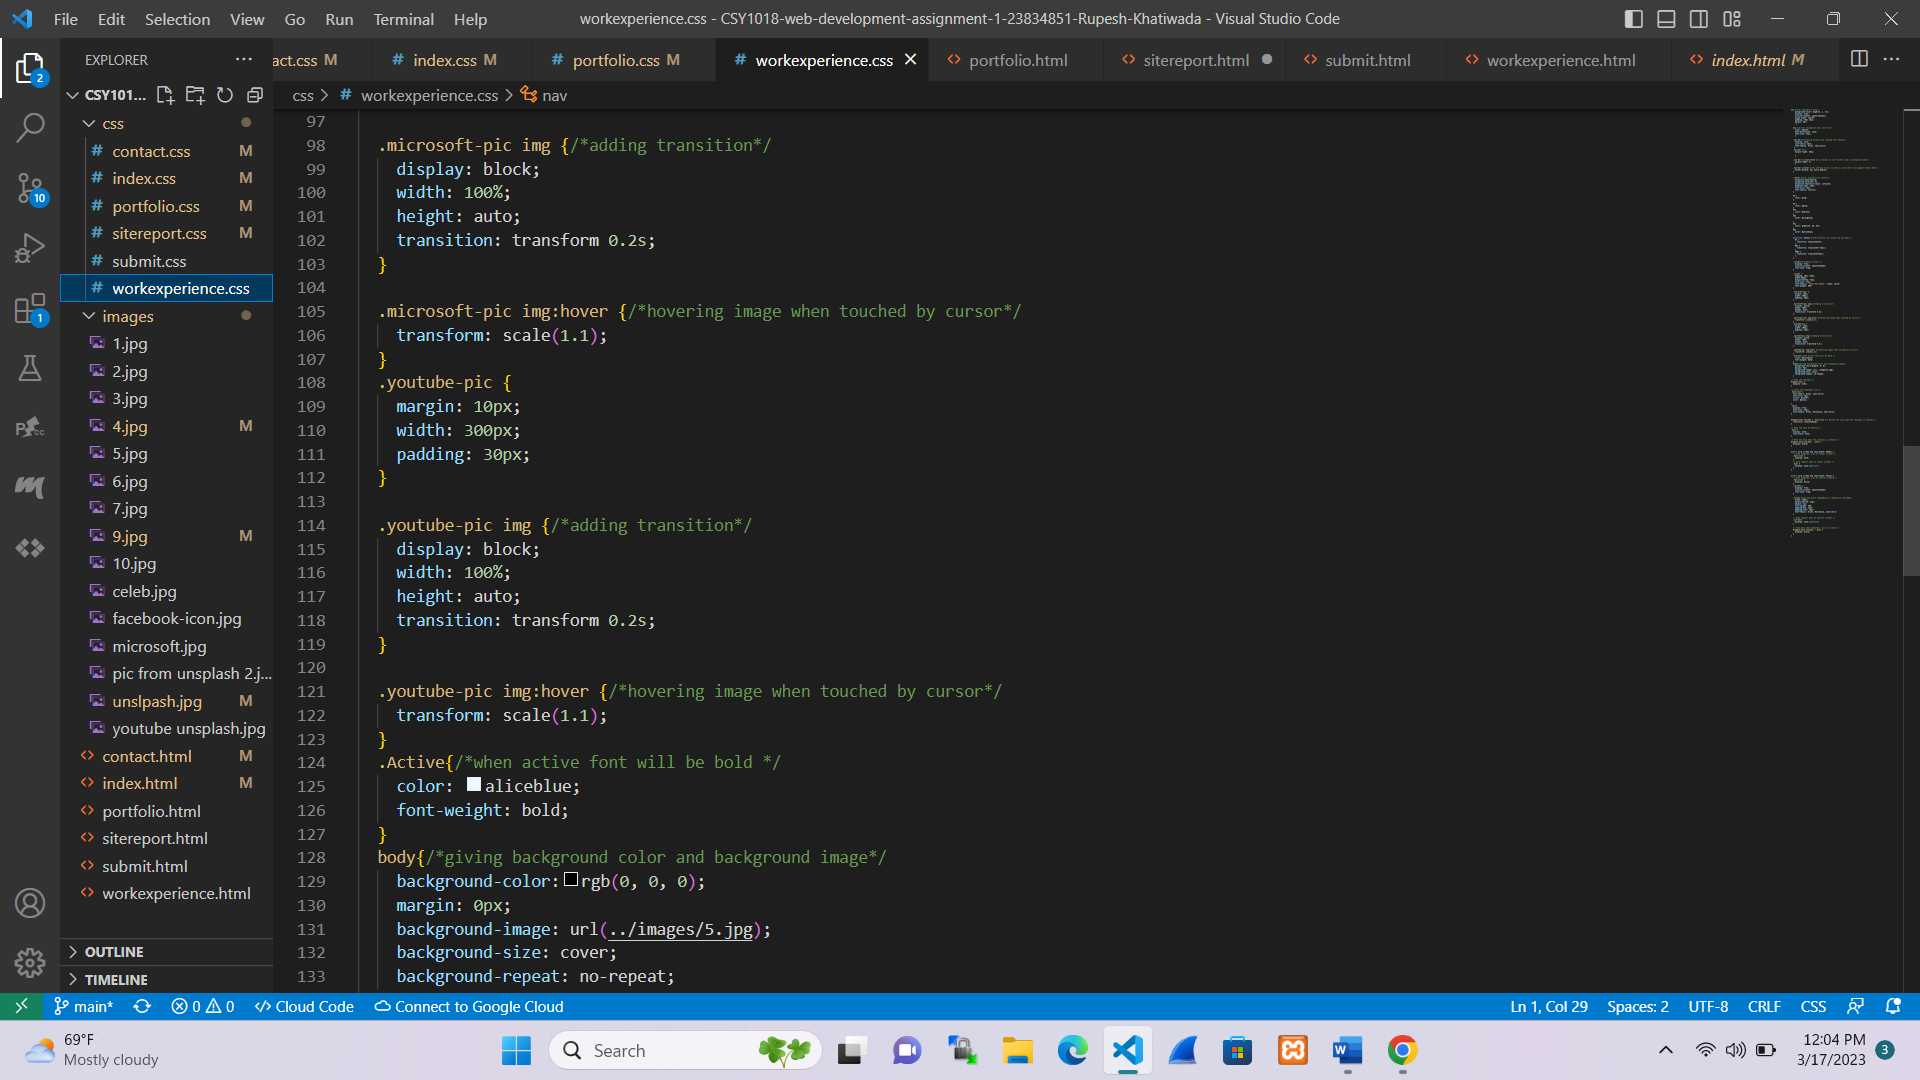 File Edit Selection View Go Run Terminal Help
workexperience.css - CSY1018-web-development-assignment-1-23834851-Rupesh-Khatiwada - Visual Studio Code
EXPLORER
act.css M
# index.css M
# portfolio.css M
# workexperience.css
<> portfolio.html
<> sitereport.html
<> submit.html
<> workexperience.html
<> index.html M
CSY101...
css > # workexperience.css > nav
css
# contact.css M
# index.css M
# portfolio.css M
# sitereport.css M
# submit.css
# workexperience.css
images
1.jpg
2.jpg
3.jpg
4.jpg M
5.jpg
6.jpg
7.jpg
9.jpg M
10.jpg
celeb.jpg
facebook-icon.jpg
microsoft.jpg
pic from unsplash 2.j...
unslpash.jpg M
youtube unsplash.jpg
<> contact.html M
<> index.html M
<> portfolio.html
<> sitereport.html
<> submit.html
<> workexperience.html
OUTLINE
TIMELINE
2
10
1
97
98 .microsoft-pic img {/*adding transition*/
99 display: block;
100 width: 100%;
101 height: auto;
102 transition: transform 0.2s;
103 }
104
105 .microsoft-pic img:hover {/*hovering image when touched by cursor*/
106 transform: scale(1.1);
107 }
108 .youtube-pic {
109 margin: 10px;
110 width: 300px;
111 padding: 30px;
112 }
113
114 .youtube-pic img {/*adding transition*/
115 display: block;
116 width: 100%;
117 height: auto;
118 transition: transform 0.2s;
119 }
120
121 .youtube-pic img:hover {/*hovering image when touched by cursor*/
122 transform: scale(1.1);
123 }
124 .Active{/*when active font will be bold */
125 color: aliceblue;
126 font-weight: bold;
127 }
128 body{/*giving background color and background image*/
129 background-color: rgb(0, 0, 0);
130 margin: 0px;
131 background-image: url(../images/5.jpg);
132 background-size: cover;
133 background-repeat: no-repeat;
main* 0 0 Cloud Code Connect to Google Cloud
Ln 1, Col 29 Spaces: 2 UTF-8 CRLF CSS
69°F
Mostly cloudy
Search
12:04 PM
3/17/2023
3